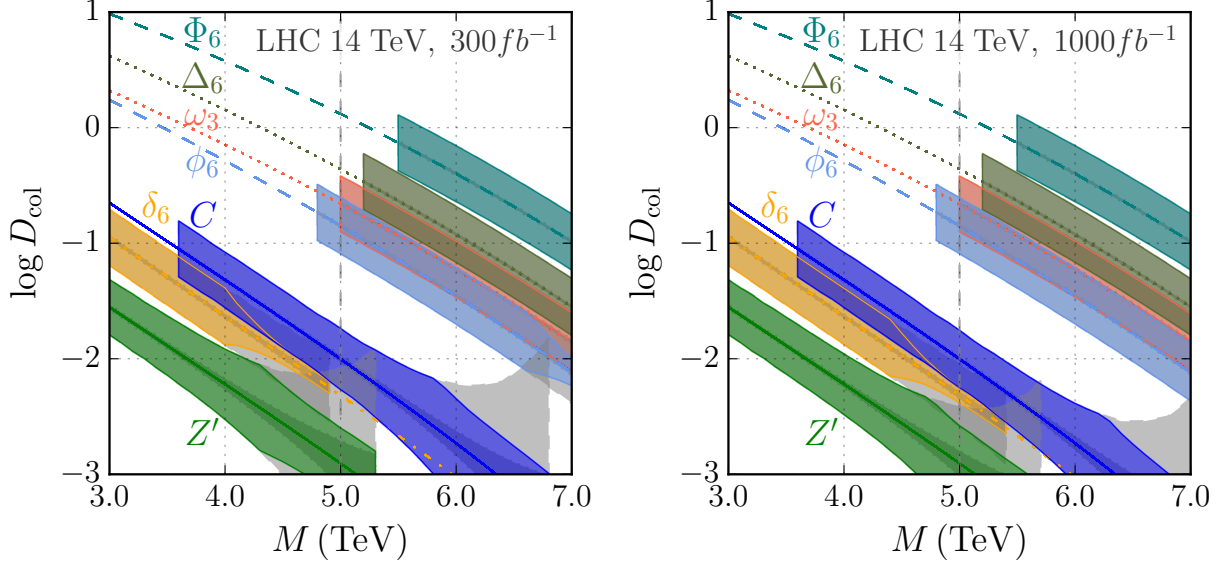 LHC 14 TeV, 300fb⁻¹
log D_col
1
0
−1
−2
−3
Φ₆
Δ₆
ω₃
ϕ₆
δ₆
C
Z′
3.0 4.0 5.0 6.0 7.0
M (TeV)
LHC 14 TeV, 1000fb⁻¹
log D_col
1
0
−1
−2
−3
Φ₆
Δ₆
ω₃
ϕ₆
δ₆
C
Z′
3.0 4.0 5.0 6.0 7.0
M (TeV)